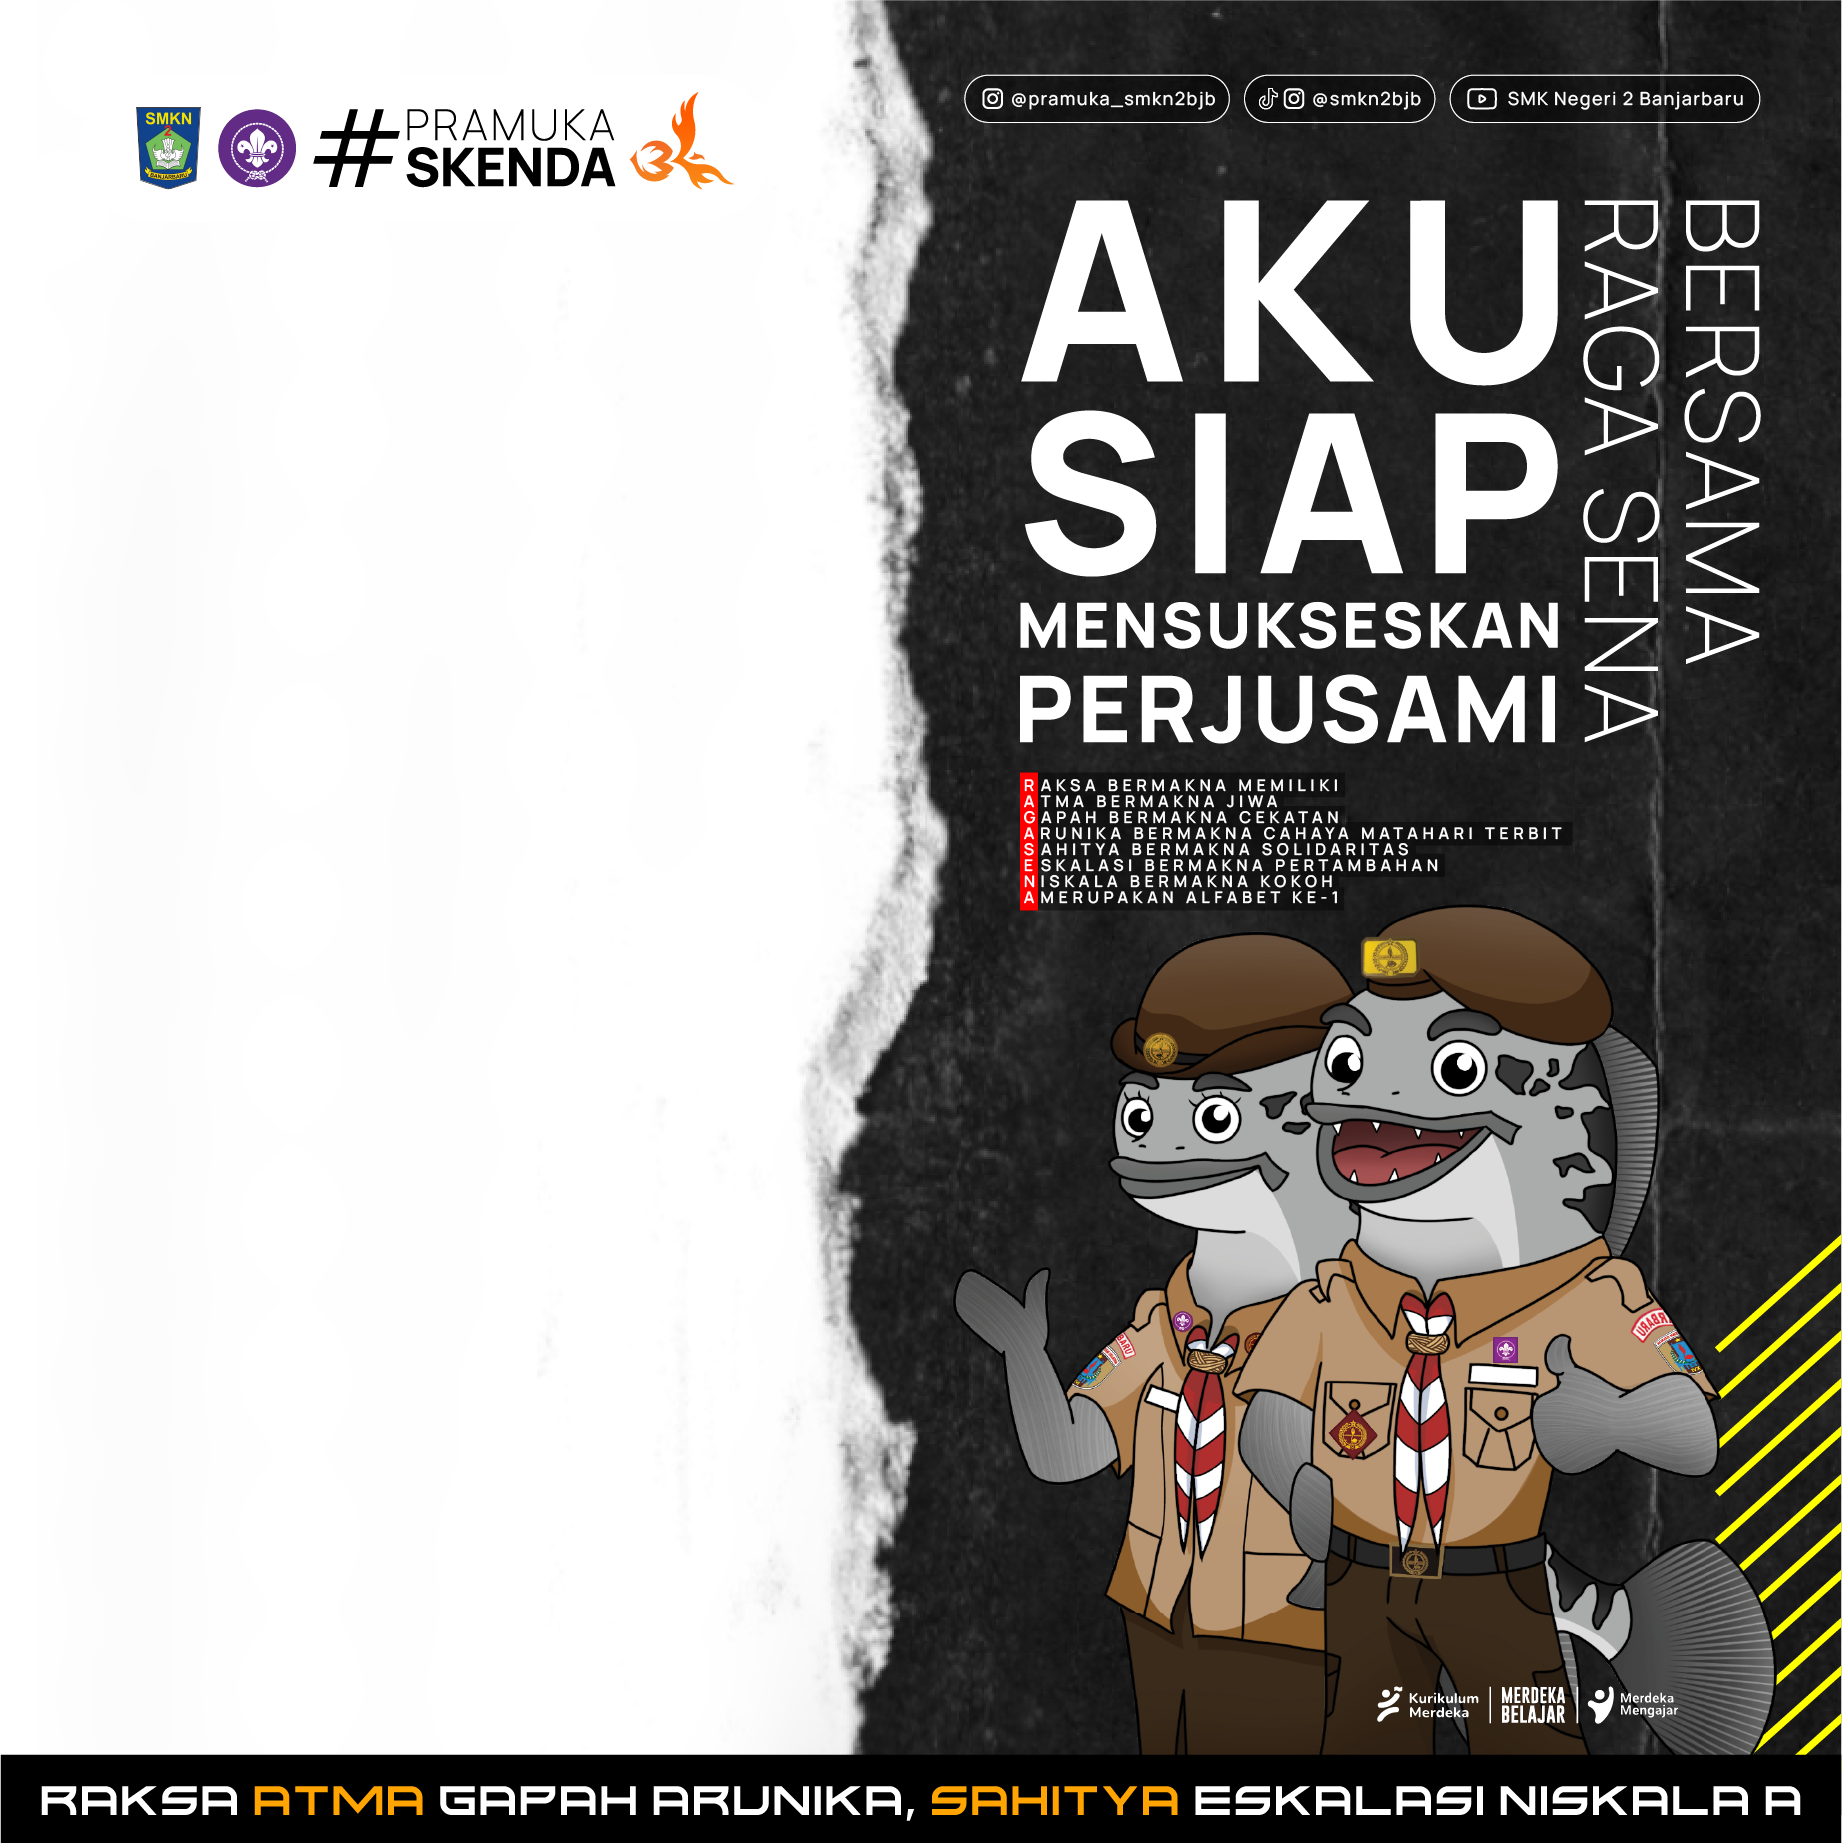 SMKN
2
BANJARBARU
#PRAMUKA
SKENDA
@pramuka_smkn2bjb
@smkn2bjb
SMK Negeri 2 Banjarbaru
AKU
SIAP
MENSUKSESKAN
PERJUSAMI
BERSAMA
RAGA SENA
RAKSA BERMAKNA MEMILIKI
ATMA BERMAKNA JIWA
GAPAH BERMAKNA CEKATAN
ARUNIKA BERMAKNA CAHAYA MATAHARI TERBIT
SAHITYA BERMAKNA SOLIDARITAS
ESKALASI BERMAKNA PERTAMBAHAN
NISKALA BERMAKNA KOKOH
A MERUPAKAN ALFABET KE-1
Kurikulum
Merdeka
MERDEKA
BELAJAR
Merdeka
Mengajar
RAKSA ATMA GAPAH ARUNIKA, SAHITYA ESKALASI NISKALA A